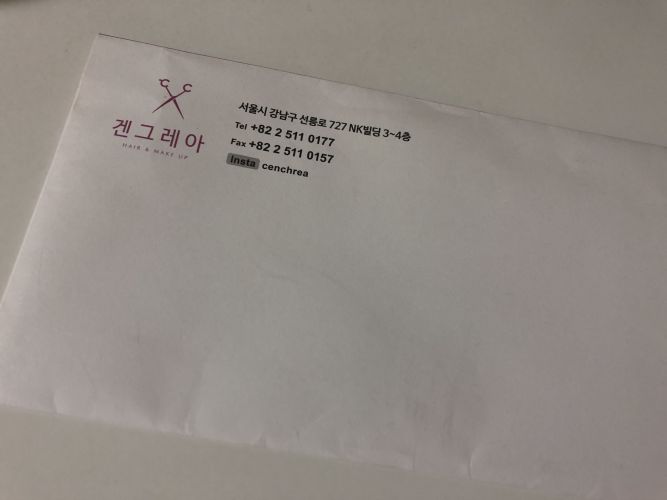 겐그레아
HAIR & MAKE UP
서울시 강남구 선릉로 727 NK빌딩 3~4층
Tel +82 2 511 0177
Fax +82 2 511 0157
Insta cenchrea